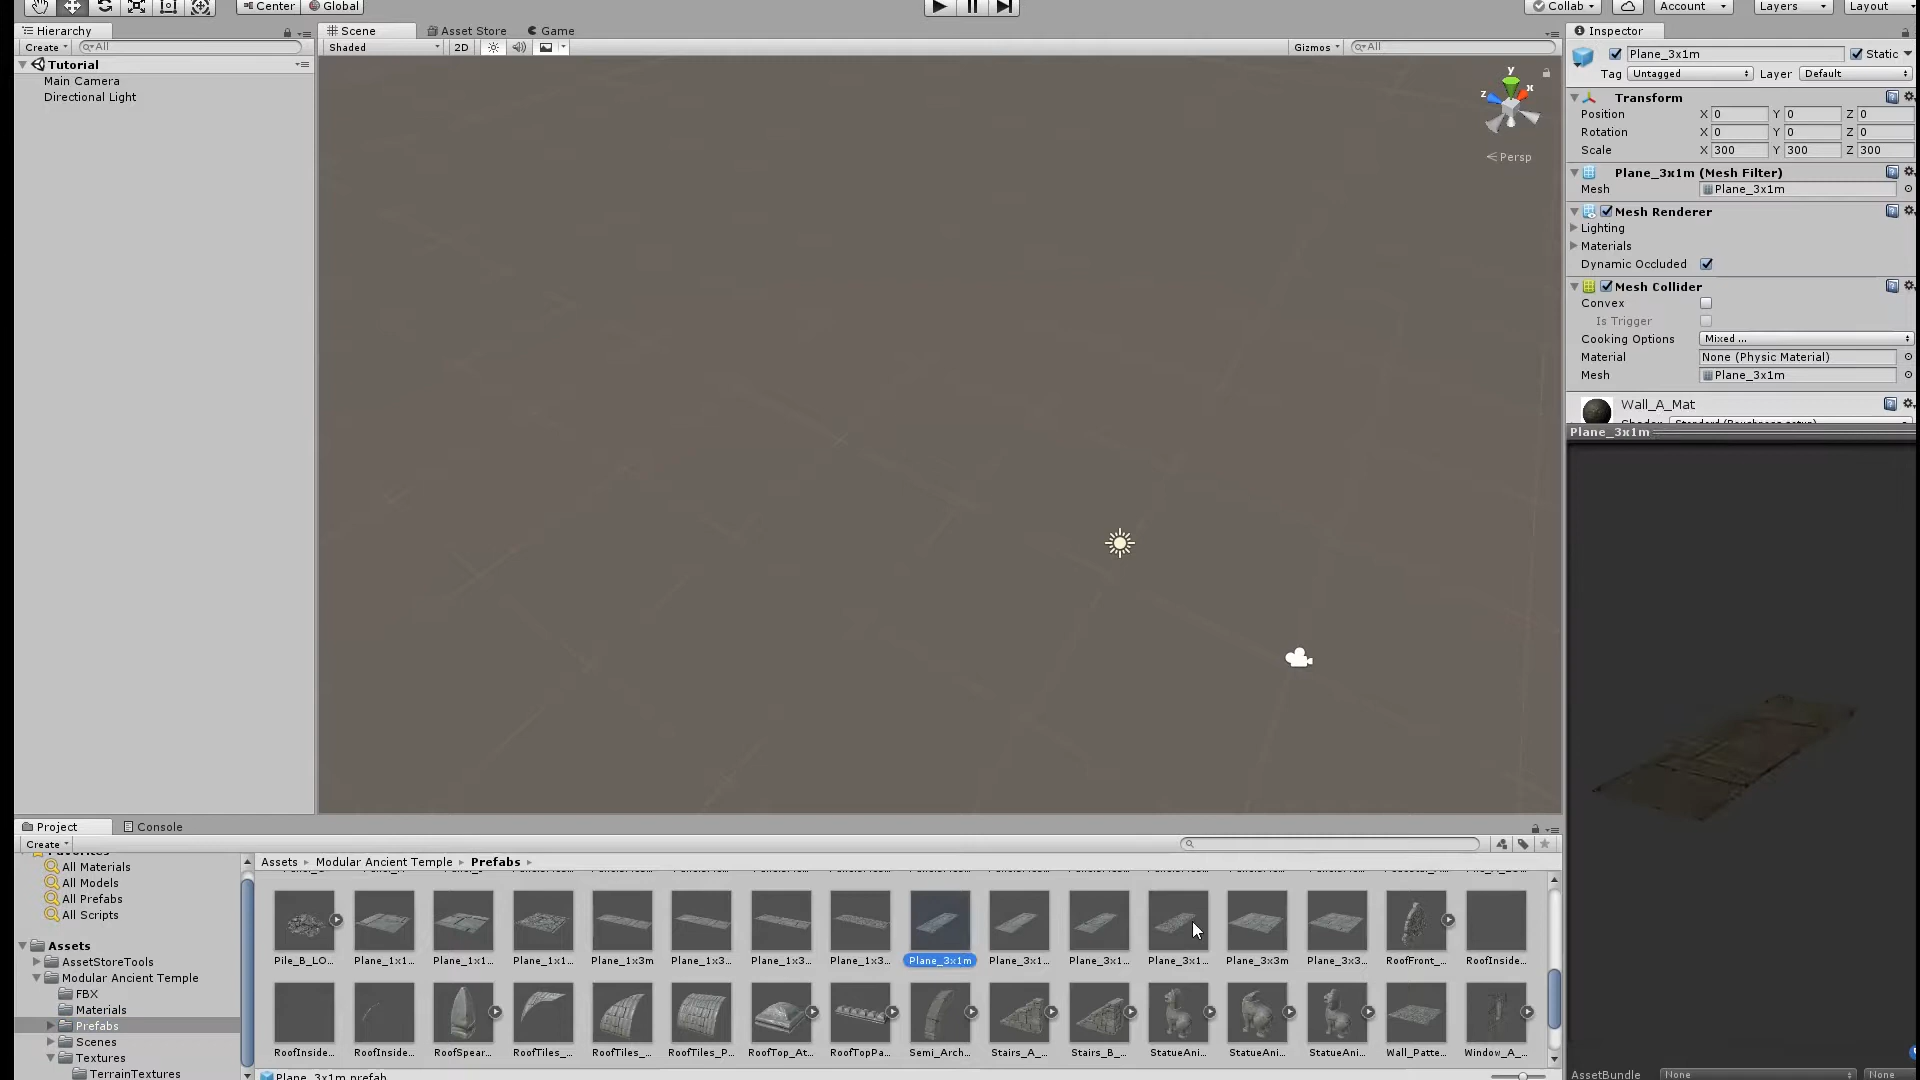 Center Global Collab Account Layers Layout
Hierarchy Scene Asset Store Game Inspector
Create All Shaded 2D Gizmos All Plane_3x1m Static
Tutorial Tag Untagged Layer Default
Main Camera
Directional Light
y
x
z
Persp
Transform
Position X 0 Y 0 Z 0
Rotation X 0 Y 0 Z 0
Scale X 300 Y 300 Z 300
Plane_3x1m (Mesh Filter)
Mesh Plane_3x1m
Mesh Renderer
Lighting
Materials
Dynamic Occluded
Mesh Collider
Convex
Is Trigger
Cooking Options Mixed ...
Material None (Physic Material)
Mesh Plane_3x1m
Wall_A_Mat
Plane_3x1m
Project Console
Create
Assets Modular Ancient Temple Prefabs
All Materials
All Models
All Prefabs
All Scripts
Assets
AssetStoreTools
Modular Ancient Temple
FBX
Materials
Prefabs
Scenes
Textures
TerrainTextures
Pile_B_LO... Plane_1x1... Plane_1x1... Plane_1x1... Plane_1x3m Plane_1x3... Plane_1x3... Plane_1x3... Plane_3x1m Plane_3x1... Plane_3x1... Plane_3x1... Plane_3x3m Plane_3x3... RoofFront_... RoofInside...
RoofInside... RoofInside... RoofSpear... RoofTiles_... RoofTiles_... RoofTiles_P... RoofTop_At... RoofTopPa... Semi_Arch... Stairs_A_... Stairs_B_... StatueAni... StatueAni... StatueAni... Wall_Patte... Window_A_...
Plane_3x1m.prefab
AssetBundle None None